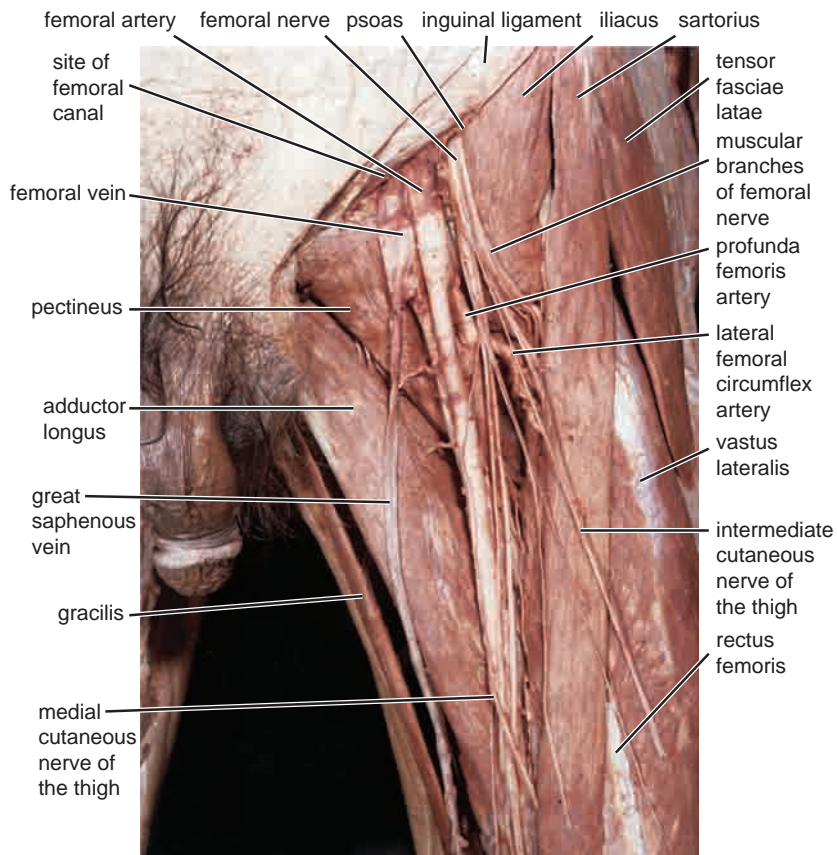 femoral artery
femoral nerve
psoas
inguinal ligament
iliacus
sartorius
site of
femoral
canal
femoral vein
pectineus
adductor
longus
great
saphenous
vein
gracilis
medial
cutaneous
nerve of
the thigh
tensor
fasciae
latae
muscular
branches
of femoral
nerve
profunda
femoris
artery
lateral
femoral
circumflex
artery
vastus
lateralis
intermediate
cutaneous
nerve of
the thigh
rectus
femoris